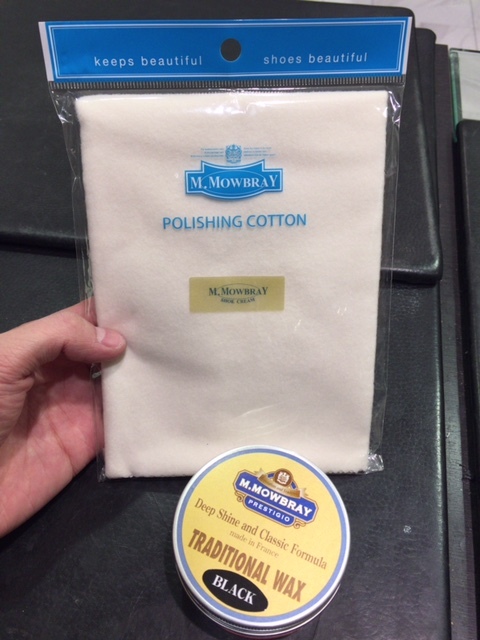 keeps beautiful shoes beautiful
M. MOWBRAY
POLISHING COTTON
M. MOWBRAY
SHOE CREAM
M. MOWBRAY
PRESTIGIO
Deep Shine and Classic Formula
made in France
TRADITIONAL WAX
BLACK